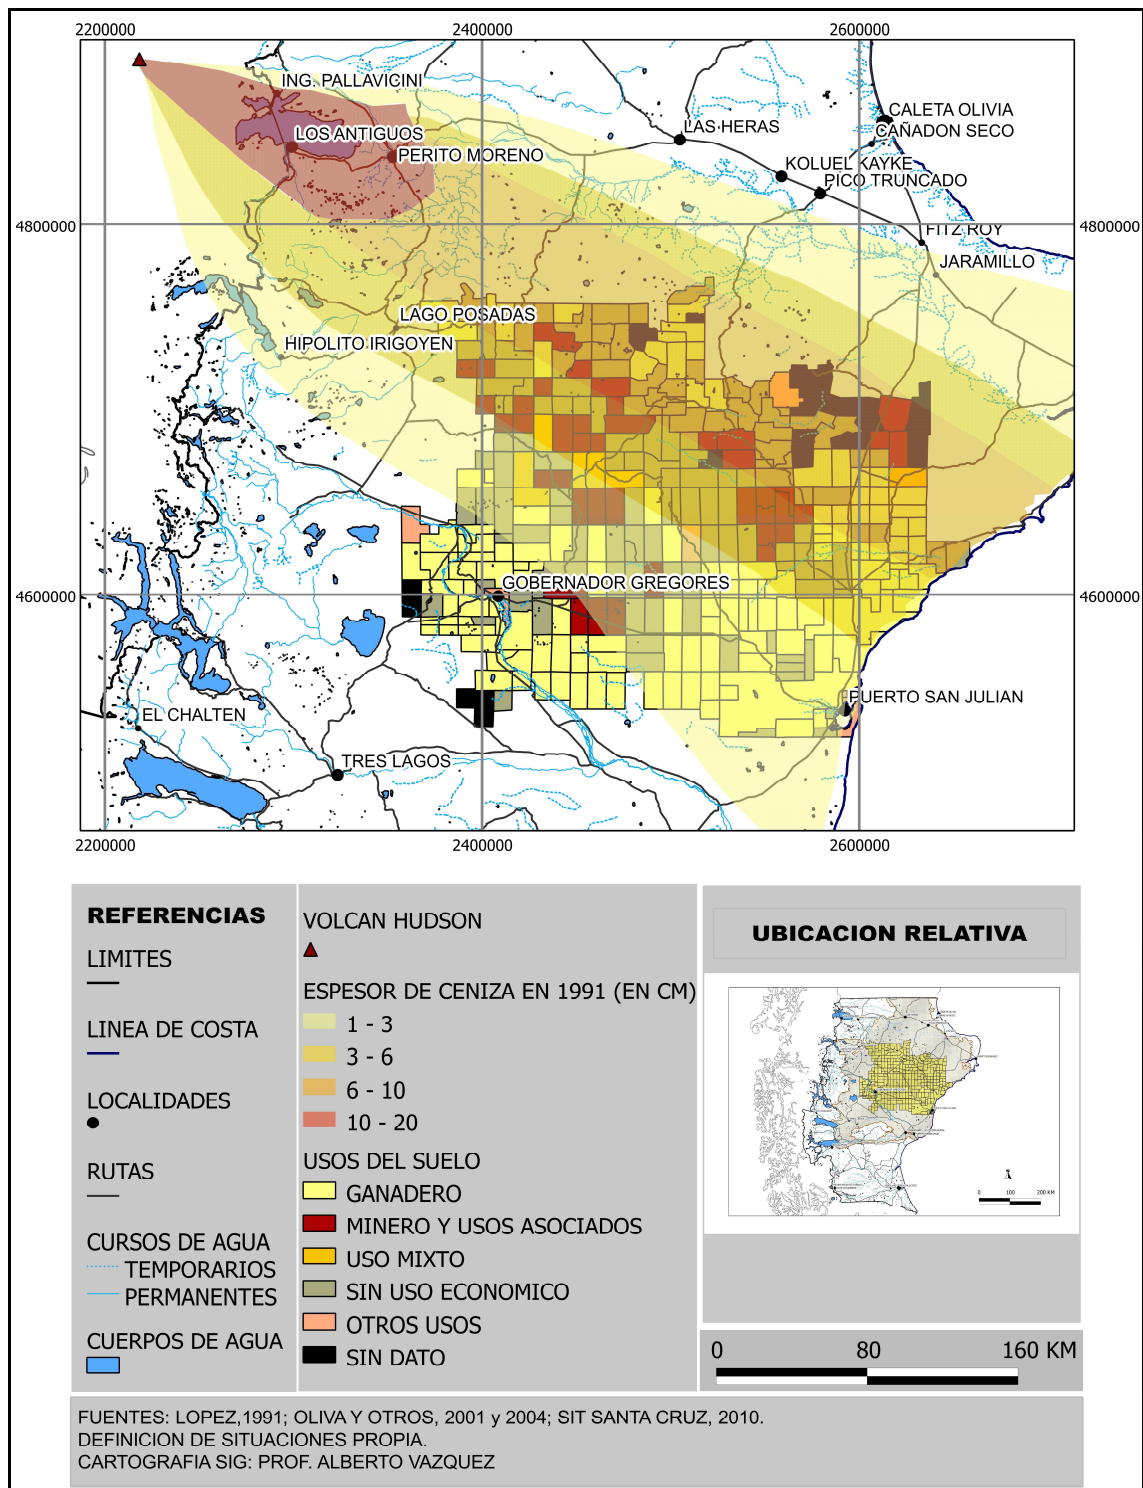 2200000
2400000
2600000
ING. PALLAVICINI
CALETA OLIVIA
LAS HERAS
CAÑADON SECO
LOS ANTIGUOS
PERITO MORENO
KOLUEL KAYKE
PICO TRUNCADO
4800000
4800000
FITZ ROY
JARAMILLO
LAGO POSADAS
HIPOLITO IRIGOYEN
GOBERNADOR GREGORES
4600000
4600000
PUERTO SAN JULIAN
EL CHALTEN
TRES LAGOS
2200000
2400000
2600000
REFERENCIAS
LIMITES
LINEA DE COSTA
LOCALIDADES
RUTAS
CURSOS DE AGUA
TEMPORARIOS
PERMANENTES
CUERPOS DE AGUA
VOLCAN HUDSON
ESPESOR DE CENIZA EN 1991 (EN CM)
1 - 3
3 - 6
6 - 10
10 - 20
USOS DEL SUELO
GANADERO
MINERO Y USOS ASOCIADOS
USO MIXTO
SIN USO ECONOMICO
OTROS USOS
SIN DATO
UBICACION RELATIVA
0 100 200 KM
0 80 160 KM
FUENTES: LOPEZ,1991; OLIVA Y OTROS, 2001 y 2004; SIT SANTA CRUZ, 2010.
DEFINICION DE SITUACIONES PROPIA.
CARTOGRAFIA SIG: PROF. ALBERTO VAZQUEZ